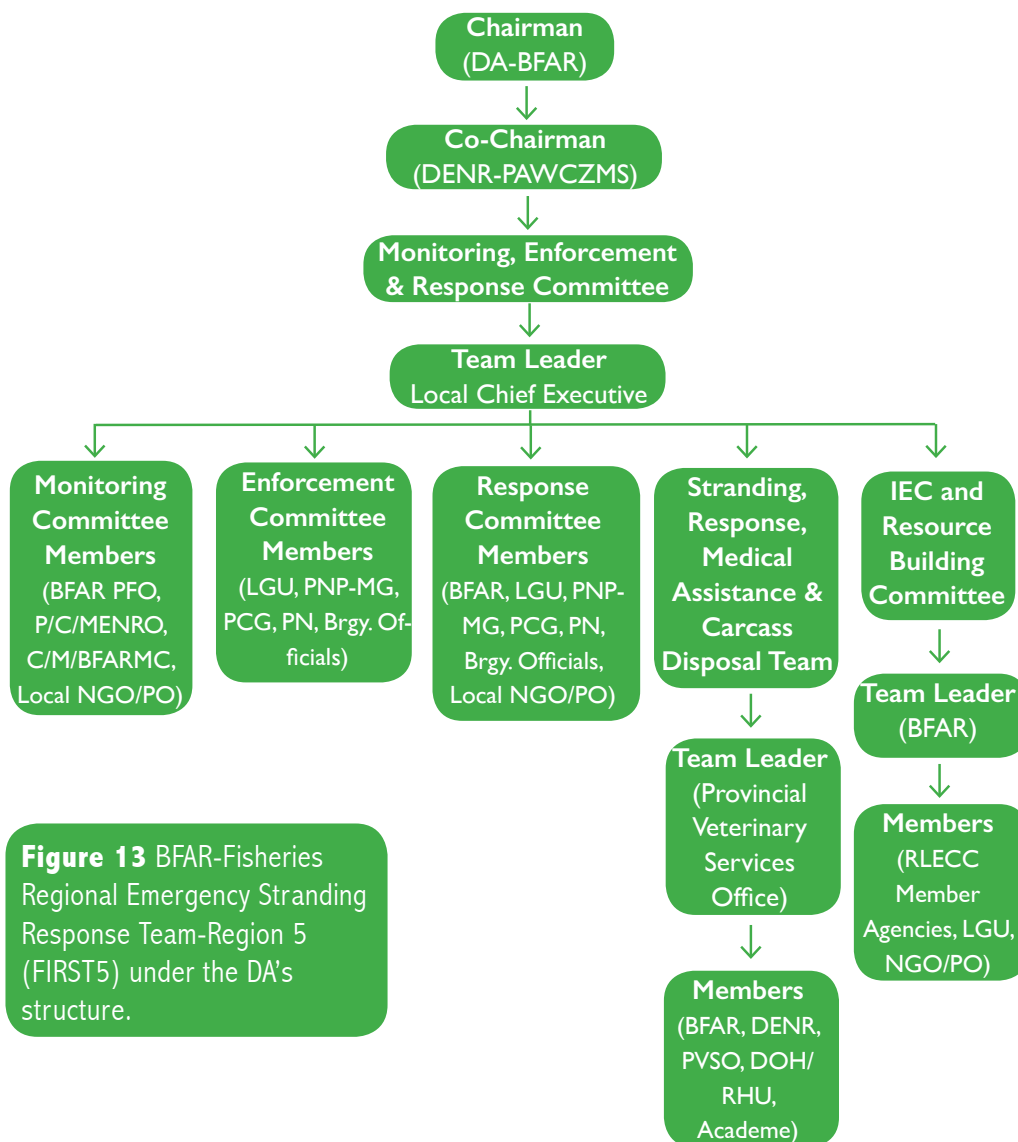 Chairman
(DA-BFAR)
Co-Chairman
(DENR-PAWCZMS)
Monitoring, Enforcement
& Response Committee
Team Leader
Local Chief Executive
Monitoring
Committee
Members
(BFAR PFO,
P/C/MENRO,
C/M/BFARMC,
Local NGO/PO)
Enforcement
Committee
Members
(LGU, PNP-MG,
PCG, PN, Brgy. Of-
ficials)
Response
Committee
Members
(BFAR, LGU, PNP-
MG, PCG, PN,
Brgy. Officials,
Local NGO/PO)
Stranding,
Response,
Medical
Assistance &
Carcass
Disposal Team
Team Leader
(Provincial
Veterinary
Services
Office)
Members
(BFAR, DENR,
PVSO, DOH/
RHU,
Academe)
IEC and
Resource
Building
Committee
Team Leader
(BFAR)
Members
(RLECC
Member
Agencies, LGU,
NGO/PO)
Figure 13 BFAR-Fisheries
Regional Emergency Stranding
Response Team-Region 5
(FIRST5) under the DA's
structure.